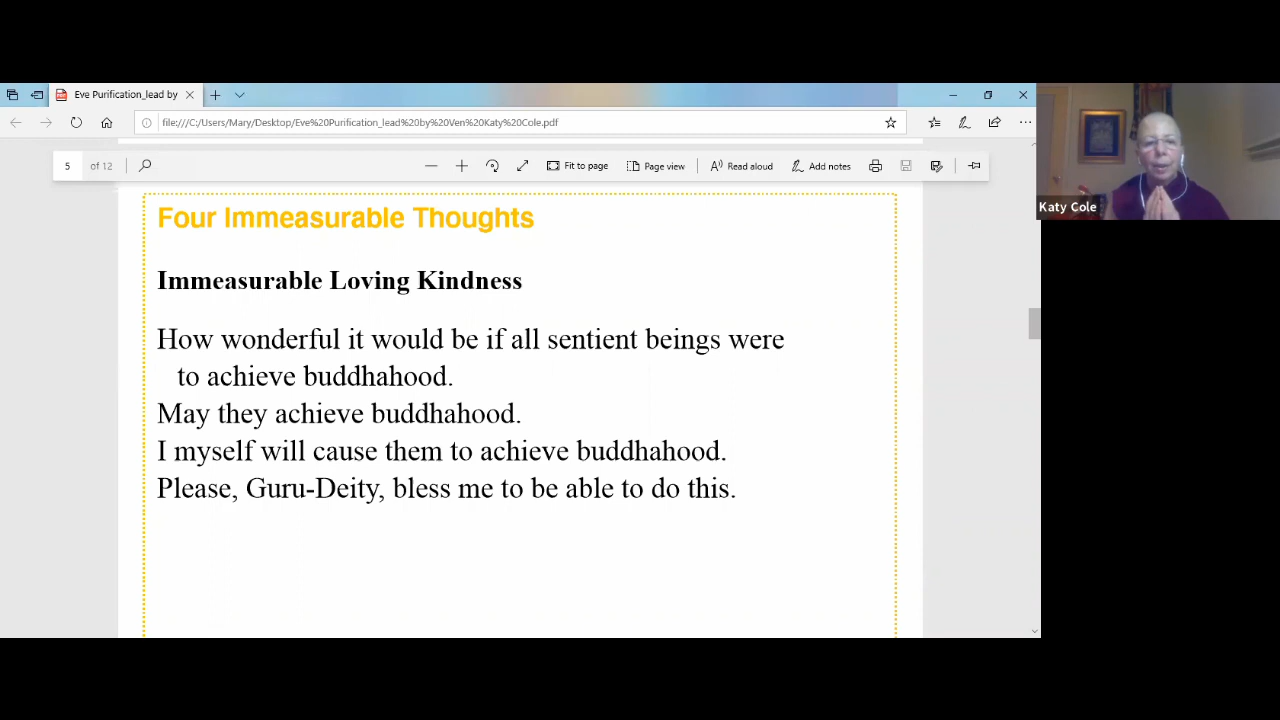 Eve Purification_lead by
file:///C:/Users/Mary/Desktop/Eve%20Purification_lead%20by%20Ven%20Katy%20Cole.pdf
5 of 12 Fit to page Page view Read aloud Add notes
Katy Cole
Four Immeasurable Thoughts
Immeasurable Loving Kindness
How wonderful it would be if all sentient beings were
to achieve buddhahood.
May they achieve buddhahood.
I myself will cause them to achieve buddhahood.
Please, Guru-Deity, bless me to be able to do this.